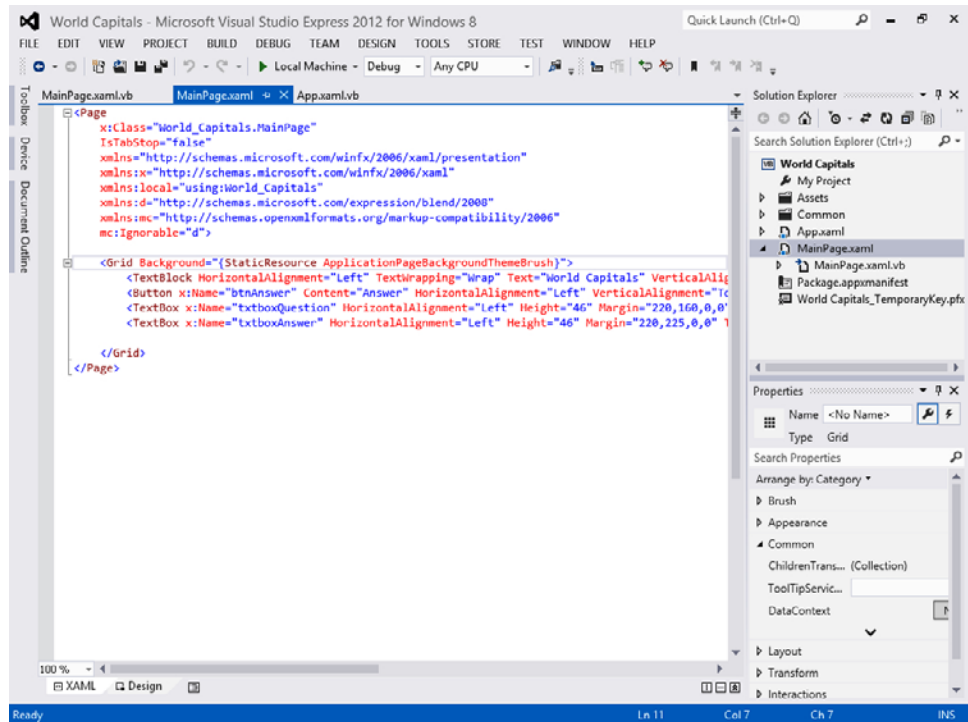 World Capitals - Microsoft Visual Studio Express 2012 for Windows 8
Quick Launch (Ctrl+Q)
FILE EDIT VIEW PROJECT BUILD DEBUG TEAM DESIGN TOOLS STORE TEST WINDOW HELP
Local Machine Debug Any CPU
Toolbox
Device
Document Outline
MainPage.xaml.vb MainPage.xaml App.xaml.vb
<Page
x:Class="World_Capitals.MainPage"
IsTabStop="false"
xmlns="http://schemas.microsoft.com/winfx/2006/xaml/presentation"
xmlns:x="http://schemas.microsoft.com/winfx/2006/xaml"
xmlns:local="using:World_Capitals"
xmlns:d="http://schemas.microsoft.com/expression/blend/2008"
xmlns:mc="http://schemas.openxmlformats.org/markup-compatibility/2006"
mc:Ignorable="d">
<Grid Background="{StaticResource ApplicationPageBackgroundThemeBrush}">
<TextBlock HorizontalAlignment="Left" TextWrapping="Wrap" Text="World Capitals" VerticalAlig
<Button x:Name="btnAnswer" Content="Answer" HorizontalAlignment="Left" VerticalAlignment="To
<TextBox x:Name="txtboxQuestion" HorizontalAlignment="Left" Height="46" Margin="220,160,0,0"
<TextBox x:Name="txtboxAnswer" HorizontalAlignment="Left" Height="46" Margin="220,225,0,0" T
</Grid>
</Page>
100 %
XAML Design
Solution Explorer
Search Solution Explorer (Ctrl+;)
World Capitals
My Project
Assets
Common
App.xaml
MainPage.xaml
MainPage.xaml.vb
Package.appxmanifest
World Capitals_TemporaryKey.pfx
Properties
Name <No Name>
Type Grid
Search Properties
Arrange by: Category
Brush
Appearance
Common
ChildrenTrans... (Collection)
ToolTipServic...
DataContext N
Layout
Transform
Interactions
Ready Ln 11 Col 7 Ch 7 INS